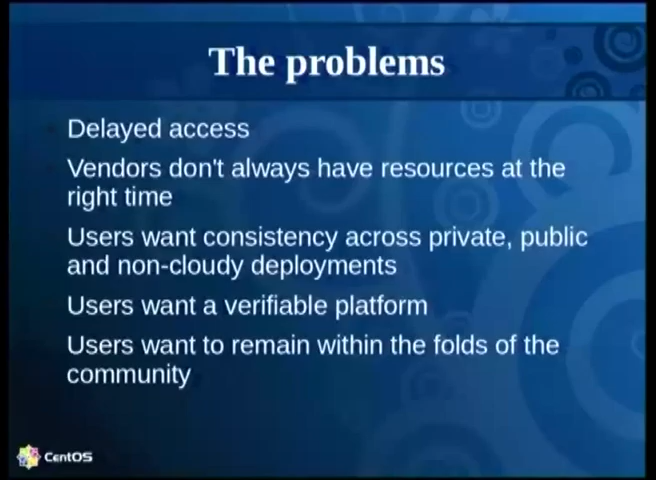 The problems
Delayed access
Vendors don't always have resources at the
right time
Users want consistency across private, public
and non-cloudy deployments
Users want a verifiable platform
Users want to remain within the folds of the
community
CentOS